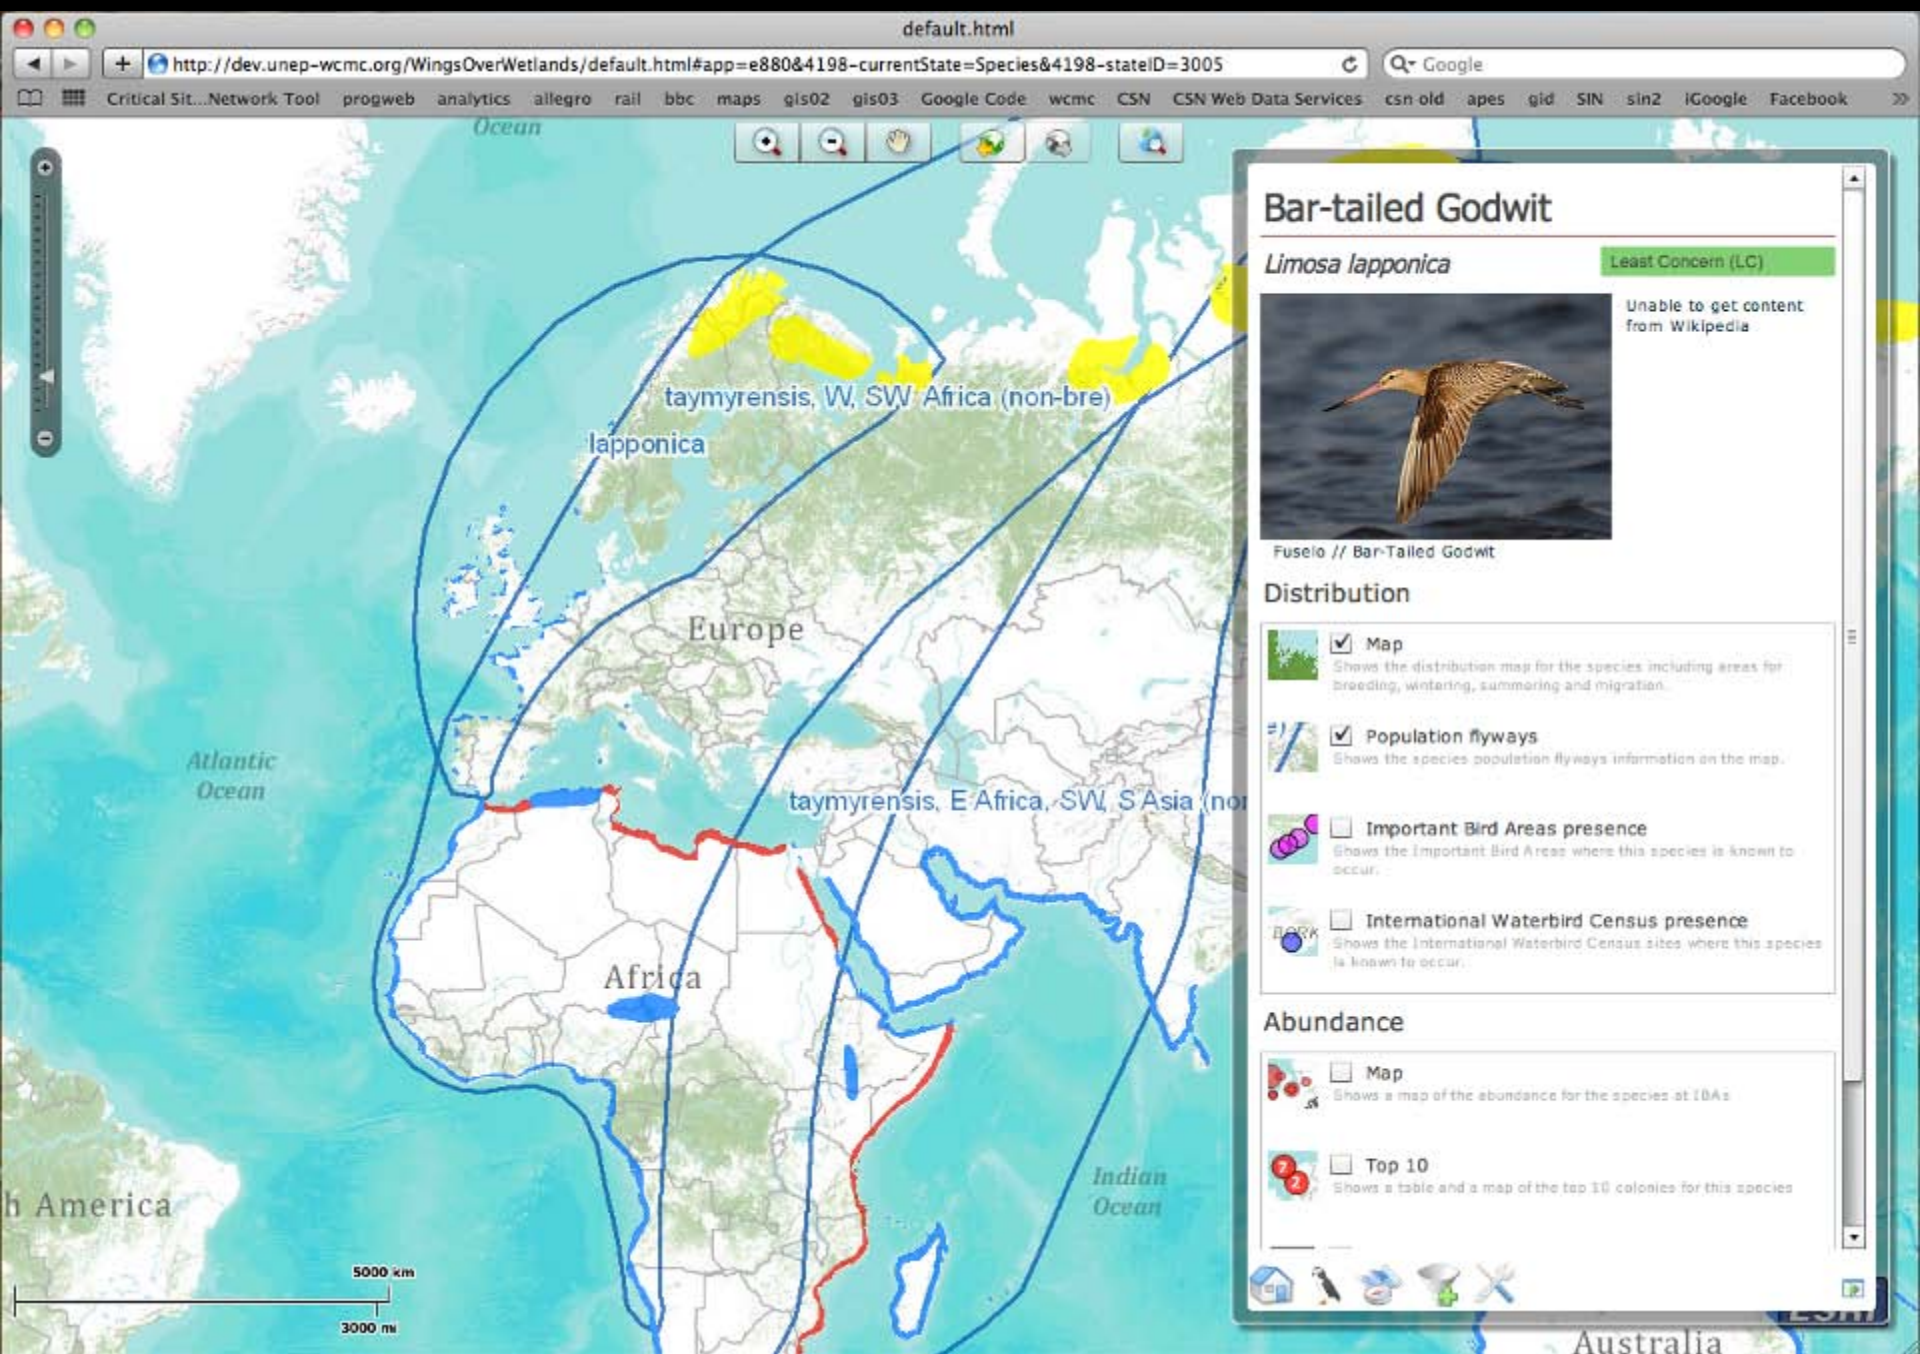 default.html
http://dev.unep-wcmc.org/WingsOverWetlands/default.html#app=e880&4198-currentState=Species&4198-stateID=3005
Google
Critical Sit...Network Tool progweb analytics allegro rail bbc maps gis02 gis03 Google Code wcmc CSN CSN Web Data Services csn old apes gid SIN sin2 iGoogle Facebook
Ocean
Bar-tailed Godwit
Limosa lapponica
Least Concern (LC)
Unable to get content
from Wikipedia
Fuselo // Bar-Tailed Godwit
Distribution
Map
Shows the distribution map for the species including areas for
breeding, wintering, summering and migration.
Population flyways
Shows the species population flyways information on the map.
Important Bird Areas presence
Shows the Important Bird Areas where this species is known to
occur.
International Waterbird Census presence
Shows the International Waterbird Census sites where this species
is known to occur.
Abundance
Map
Shows a map of the abundance for the species at IBAs
7
2
Top 10
Shows a table and a map of the top 10 colonies for this species
taymyrensis, W, SW Africa (non-bre)
lapponica
Europe
Atlantic
Ocean
taymyrensis, E Africa, SW, S Asia (nor
Africa
Indian
Ocean
h America
5000 km
3000 mi
ESRI
Australia